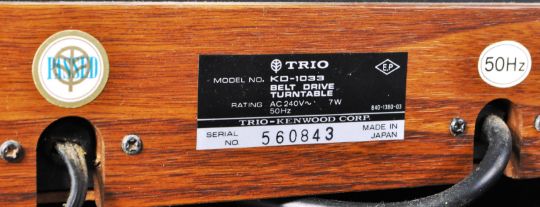 PASSED
TRIO
MODEL NO. KD-1033
BELT DRIVE
TURNTABLE
RATING AC 240V~ 7W
50Hz
E.P
840-1380-03
TRIO-KENWOOD CORP.
SERIAL NO. 560843
MADE IN JAPAN
50Hz